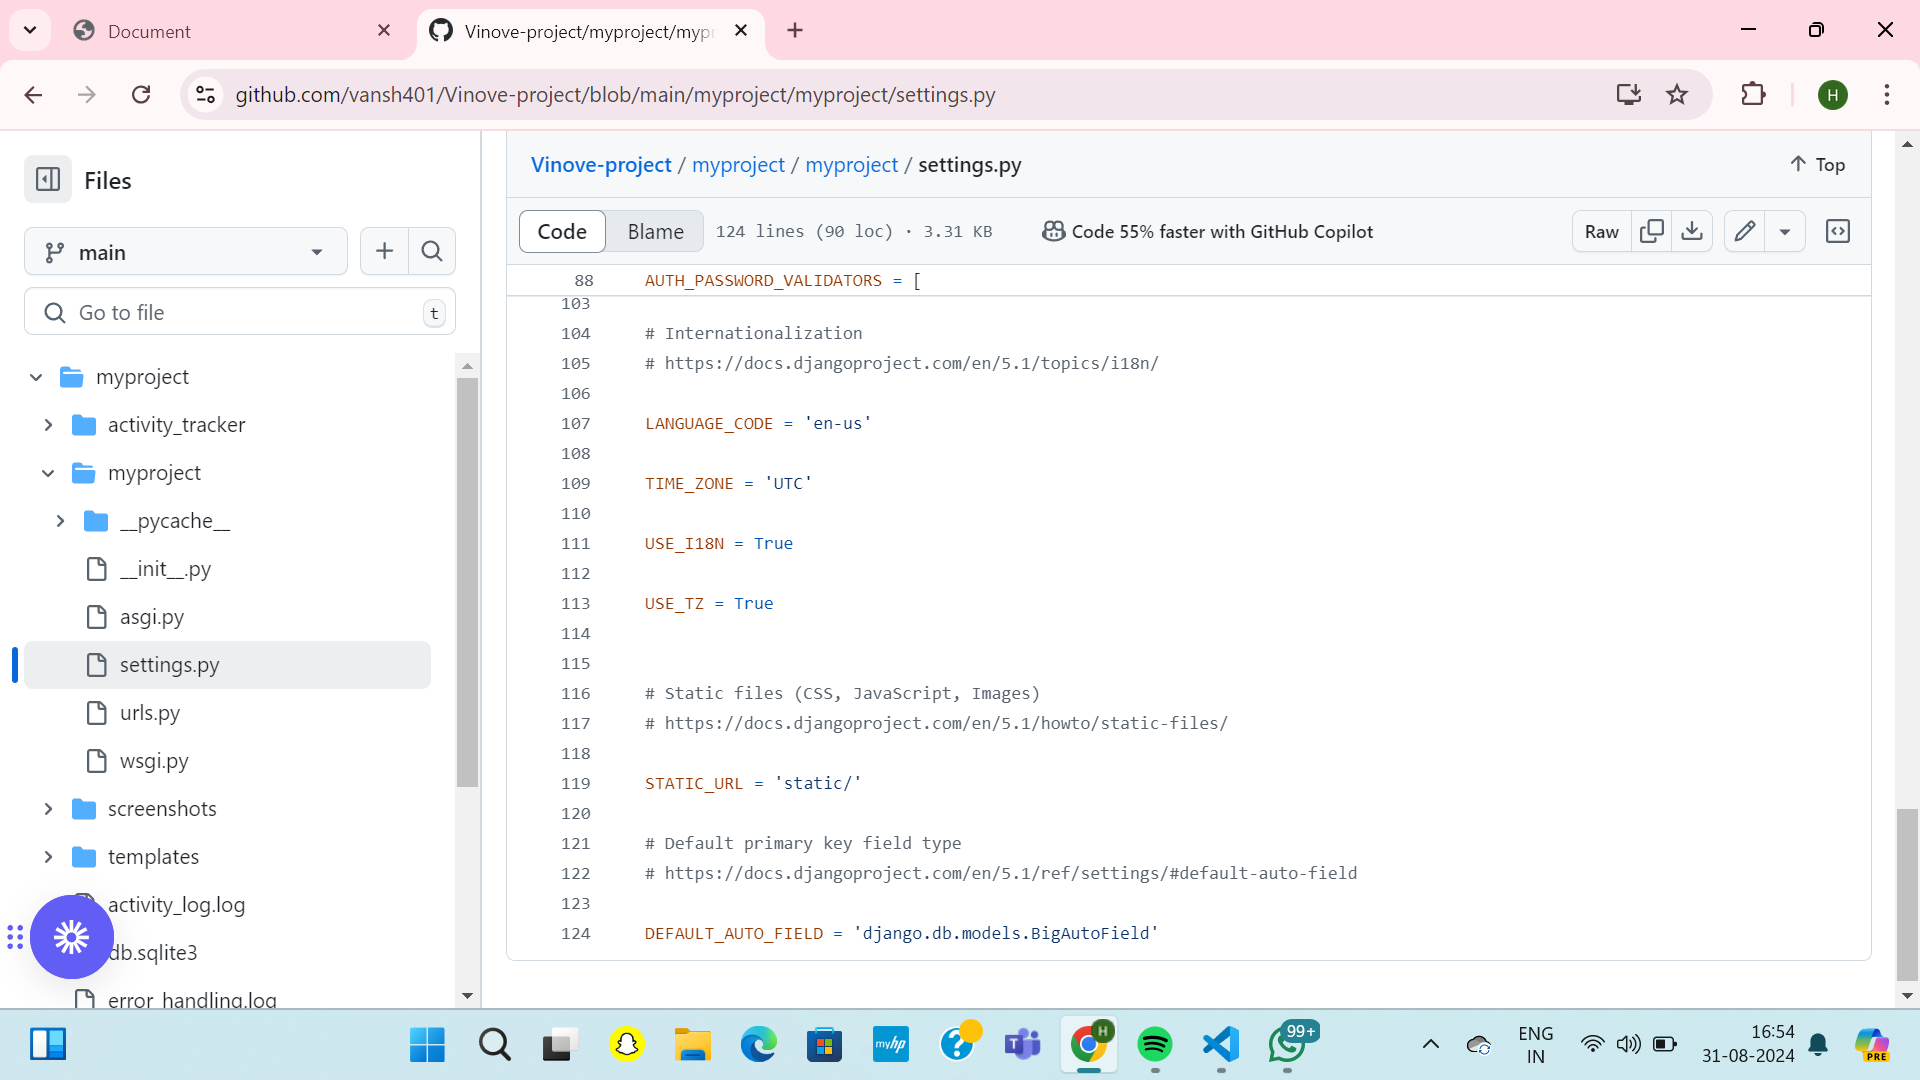 Document
Vinove-project/myproject/mypr
github.com/vansh401/Vinove-project/blob/main/myproject/myproject/settings.py
H
Files
main
Go to file
t
myproject
activity_tracker
myproject
__pycache__
__init__.py
asgi.py
settings.py
urls.py
wsgi.py
screenshots
templates
activity_log.log
db.sqlite3
error_handling.log
Vinove-project / myproject / myproject / settings.py
Top
Code
Blame
124 lines (90 loc) · 3.31 KB
Code 55% faster with GitHub Copilot
Raw
88 AUTH_PASSWORD_VALIDATORS = [
103
104 # Internationalization
105 # https://docs.djangoproject.com/en/5.1/topics/i18n/
106
107 LANGUAGE_CODE = 'en-us'
108
109 TIME_ZONE = 'UTC'
110
111 USE_I18N = True
112
113 USE_TZ = True
114
115
116 # Static files (CSS, JavaScript, Images)
117 # https://docs.djangoproject.com/en/5.1/howto/static-files/
118
119 STATIC_URL = 'static/'
120
121 # Default primary key field type
122 # https://docs.djangoproject.com/en/5.1/ref/settings/#default-auto-field
123
124 DEFAULT_AUTO_FIELD = 'django.db.models.BigAutoField'
myhp
T
H
99+
ENG
IN
16:54
31-08-2024
PRE